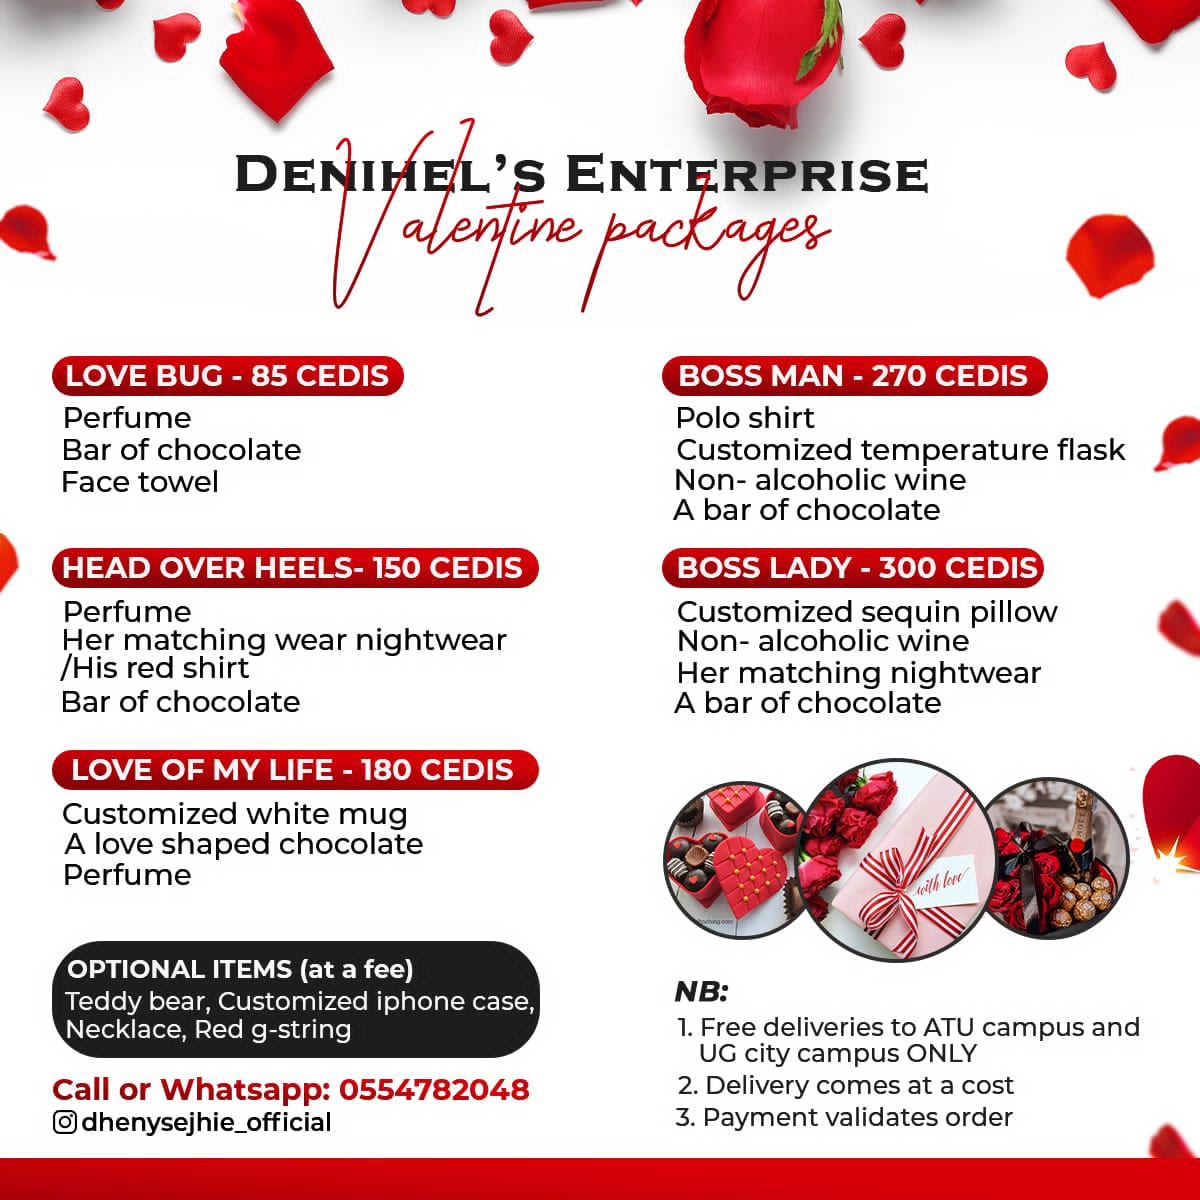 DENIHEL'S ENTERPRISE
Valentine packages
LOVE BUG - 85 CEDIS
Perfume
Bar of chocolate
Face towel
HEAD OVER HEELS- 150 CEDIS
Perfume
Her matching wear nightwear
/His red shirt
Bar of chocolate
LOVE OF MY LIFE - 180 CEDIS
Customized white mug
A love shaped chocolate
Perfume
OPTIONAL ITEMS (at a fee)
Teddy bear, Customized iphone case,
Necklace, Red g-string
Call or Whatsapp: 0554782048
dhenysejhie_official
BOSS MAN - 270 CEDIS
Polo shirt
Customized temperature flask
Non- alcoholic wine
A bar of chocolate
BOSS LADY - 300 CEDIS
Customized sequin pillow
Non- alcoholic wine
Her matching nightwear
A bar of chocolate
with love
NB:
1. Free deliveries to ATU campus and
UG city campus ONLY
2. Delivery comes at a cost
3. Payment validates order